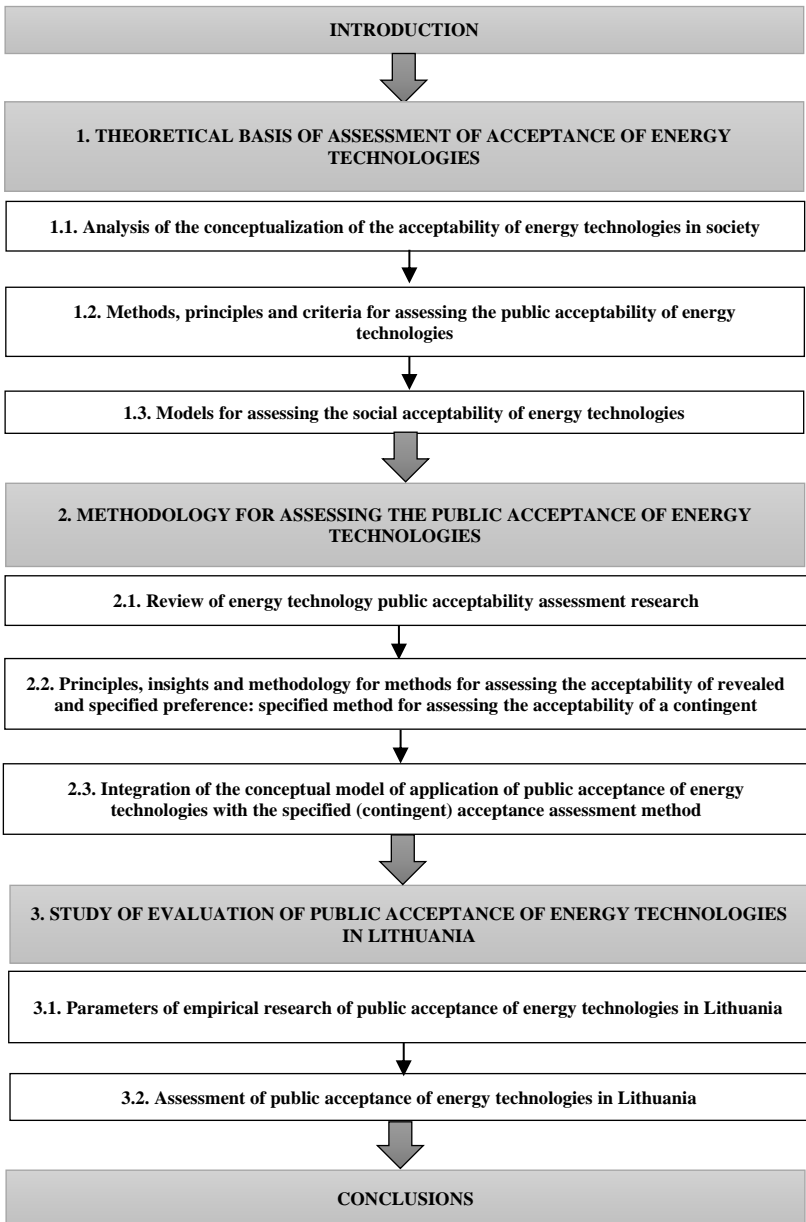 INTRODUCTION
1. THEORETICAL BASIS OF ASSESSMENT OF ACCEPTANCE OF ENERGY
TECHNOLOGIES
1.1. Analysis of the conceptualization of the acceptability of energy technologies in society
1.2. Methods, principles and criteria for assessing the public acceptability of energy
technologies
1.3. Models for assessing the social acceptability of energy technologies
2. METHODOLOGY FOR ASSESSING THE PUBLIC ACCEPTANCE OF ENERGY
TECHNOLOGIES
2.1. Review of energy technology public acceptability assessment research
2.2. Principles, insights and methodology for methods for assessing the acceptability of revealed
and specified preference: specified method for assessing the acceptability of a contingent
2.3. Integration of the conceptual model of application of public acceptance of energy
technologies with the specified (contingent) acceptance assessment method
3. STUDY OF EVALUATION OF PUBLIC ACCEPTANCE OF ENERGY TECHNOLOGIES
IN LITHUANIA
3.1. Parameters of empirical research of public acceptance of energy technologies in Lithuania
3.2. Assessment of public acceptance of energy technologies in Lithuania
CONCLUSIONS